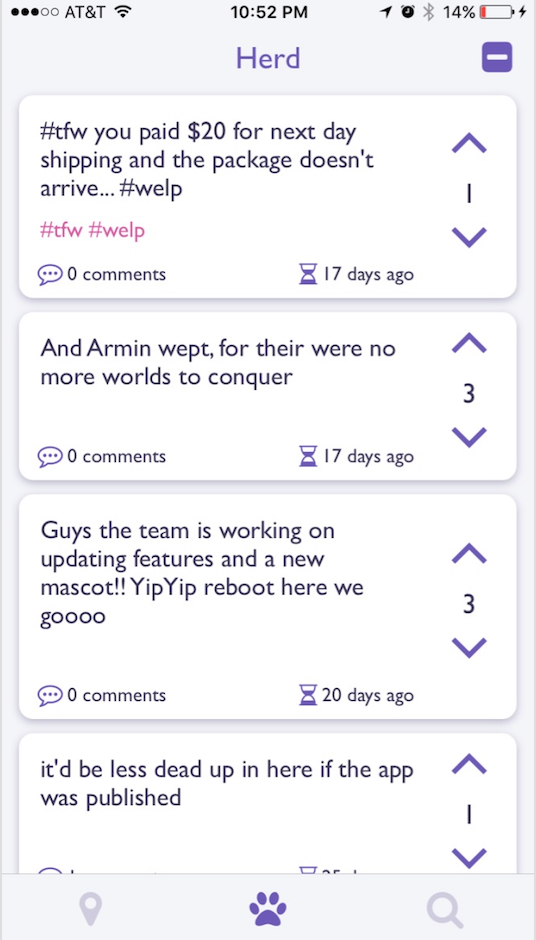 AT&T 10:52 PM 14%
Herd
#tfw you paid $20 for next day
shipping and the package doesn't
arrive... #welp
1
#tfw #welp
0 comments 17 days ago
And Armin wept, for their were no
more worlds to conquer
3
0 comments 17 days ago
Guys the team is working on
updating features and a new
mascot!! YipYip reboot here we
goooo
3
0 comments 20 days ago
it'd be less dead up in here if the app
was published
1